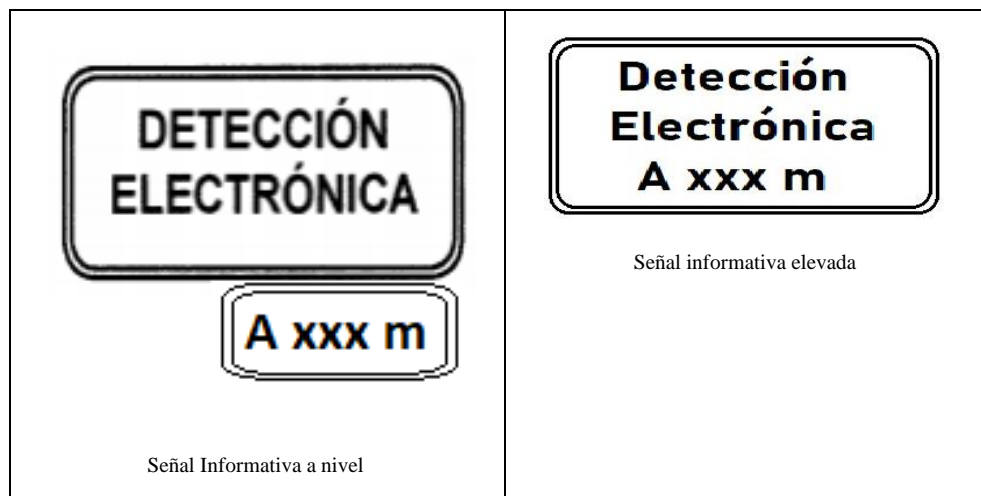 DETECCIÓN
ELECTRÓNICA
A xxx m
Señal Informativa a nivel
Detección
Electrónica
A xxx m
Señal informativa elevada